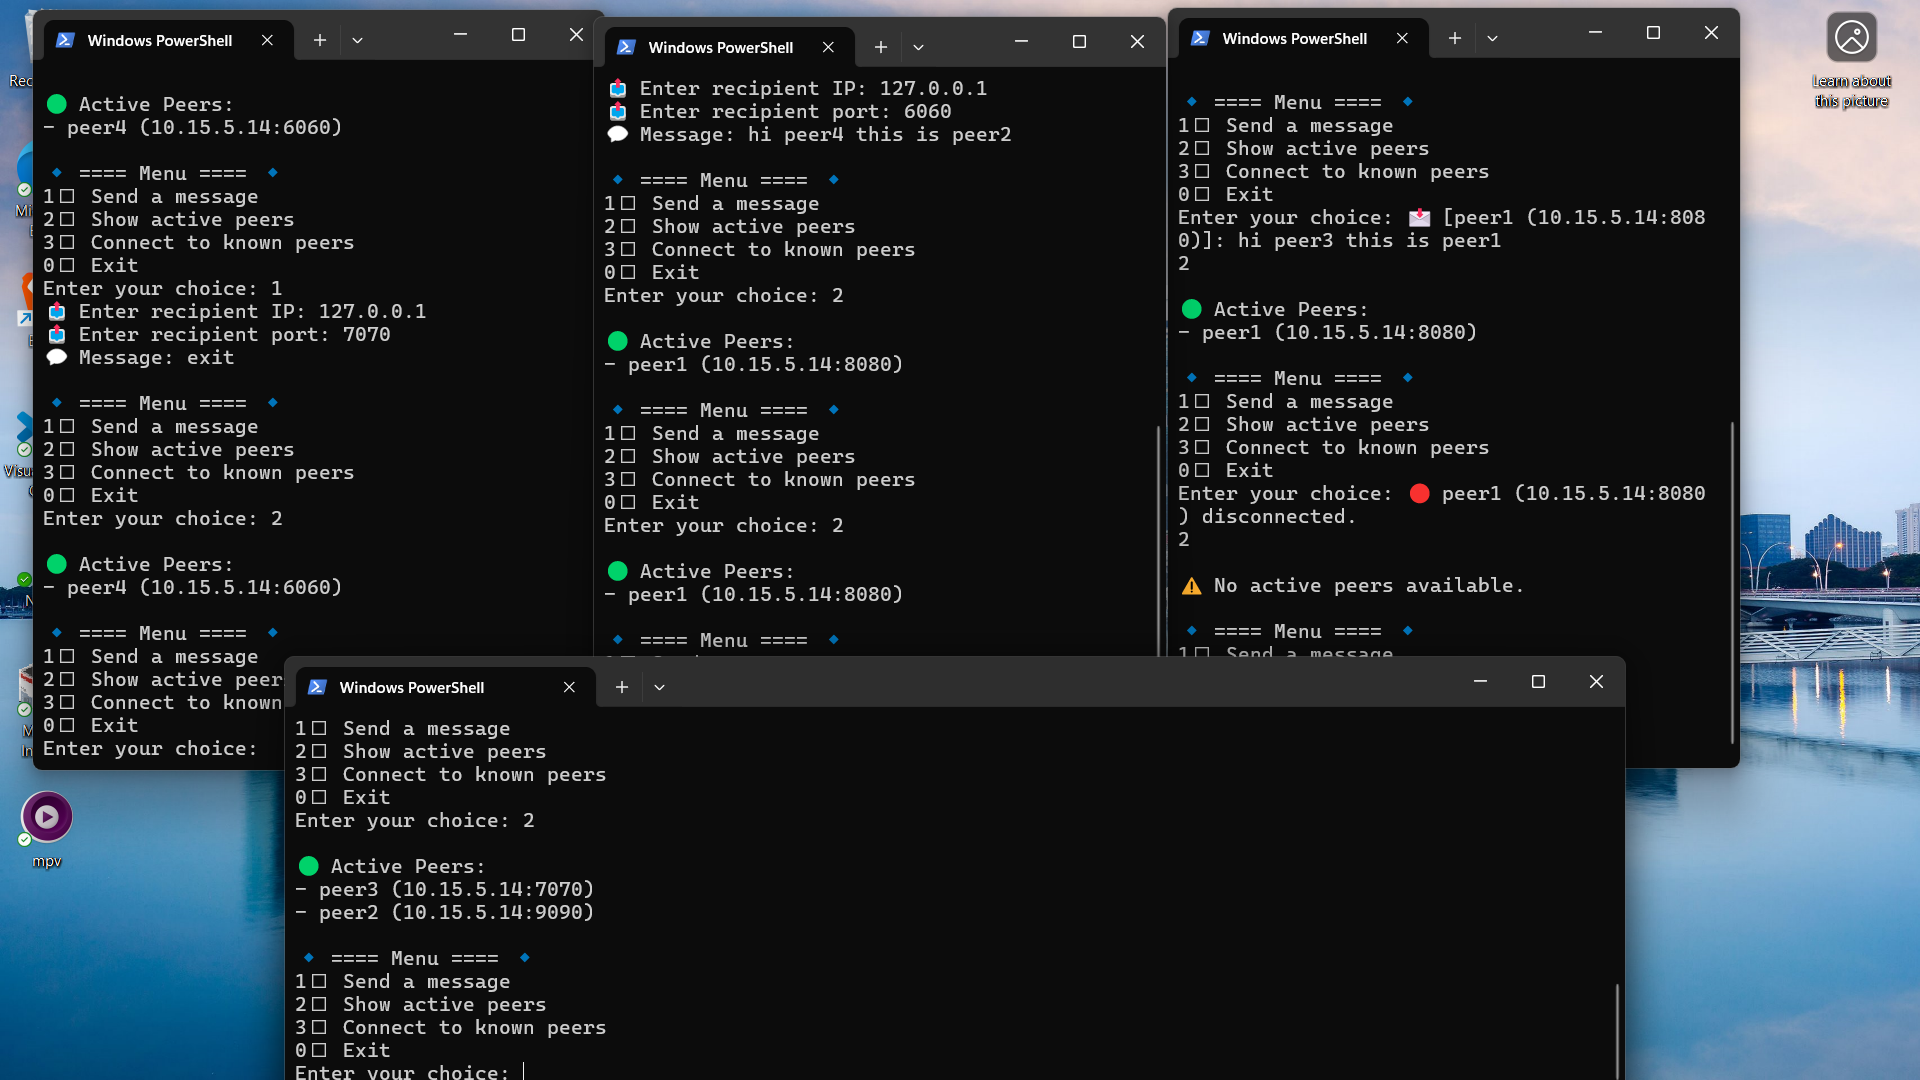 Windows PowerShell
🟢 Active Peers:
- peer4 (10.15.5.14:6060)
🔹 ==== Menu ==== 🔹
1□ Send a message
2□ Show active peers
3□ Connect to known peers
0□ Exit
Enter your choice: 1
📩 Enter recipient IP: 127.0.0.1
📩 Enter recipient port: 7070
💬 Message: exit
🔹 ==== Menu ==== 🔹
1□ Send a message
2□ Show active peers
3□ Connect to known peers
0□ Exit
Enter your choice: 2
🟢 Active Peers:
- peer4 (10.15.5.14:6060)
🔹 ==== Menu ==== 🔹
1□ Send a message
2□ Show active peer
3□ Connect to known
0□ Exit
Enter your choice:
Windows PowerShell
📩 Enter recipient IP: 127.0.0.1
📩 Enter recipient port: 6060
💬 Message: hi peer4 this is peer2
🔹 ==== Menu ==== 🔹
1□ Send a message
2□ Show active peers
3□ Connect to known peers
0□ Exit
Enter your choice: 2
🟢 Active Peers:
- peer1 (10.15.5.14:8080)
🔹 ==== Menu ==== 🔹
1□ Send a message
2□ Show active peers
3□ Connect to known peers
0□ Exit
Enter your choice: 2
🟢 Active Peers:
- peer1 (10.15.5.14:8080)
🔹 ==== Menu ==== 🔹
Windows PowerShell
🔹 ==== Menu ==== 🔹
1□ Send a message
2□ Show active peers
3□ Connect to known peers
0□ Exit
Enter your choice: 📩 [peer1 (10.15.5.14:808
0)]: hi peer3 this is peer1
2
🟢 Active Peers:
- peer1 (10.15.5.14:8080)
🔹 ==== Menu ==== 🔹
1□ Send a message
2□ Show active peers
3□ Connect to known peers
0□ Exit
Enter your choice: 🔴 peer1 (10.15.5.14:8080
) disconnected.
2
⚠️ No active peers available.
🔹 ==== Menu ==== 🔹
1□ Send a message
Windows PowerShell
1□ Send a message
2□ Show active peers
3□ Connect to known peers
0□ Exit
Enter your choice: 2
🟢 Active Peers:
- peer3 (10.15.5.14:7070)
- peer2 (10.15.5.14:9090)
🔹 ==== Menu ==== 🔹
1□ Send a message
2□ Show active peers
3□ Connect to known peers
0□ Exit
Enter your choice:
Learn about
this picture
mpv